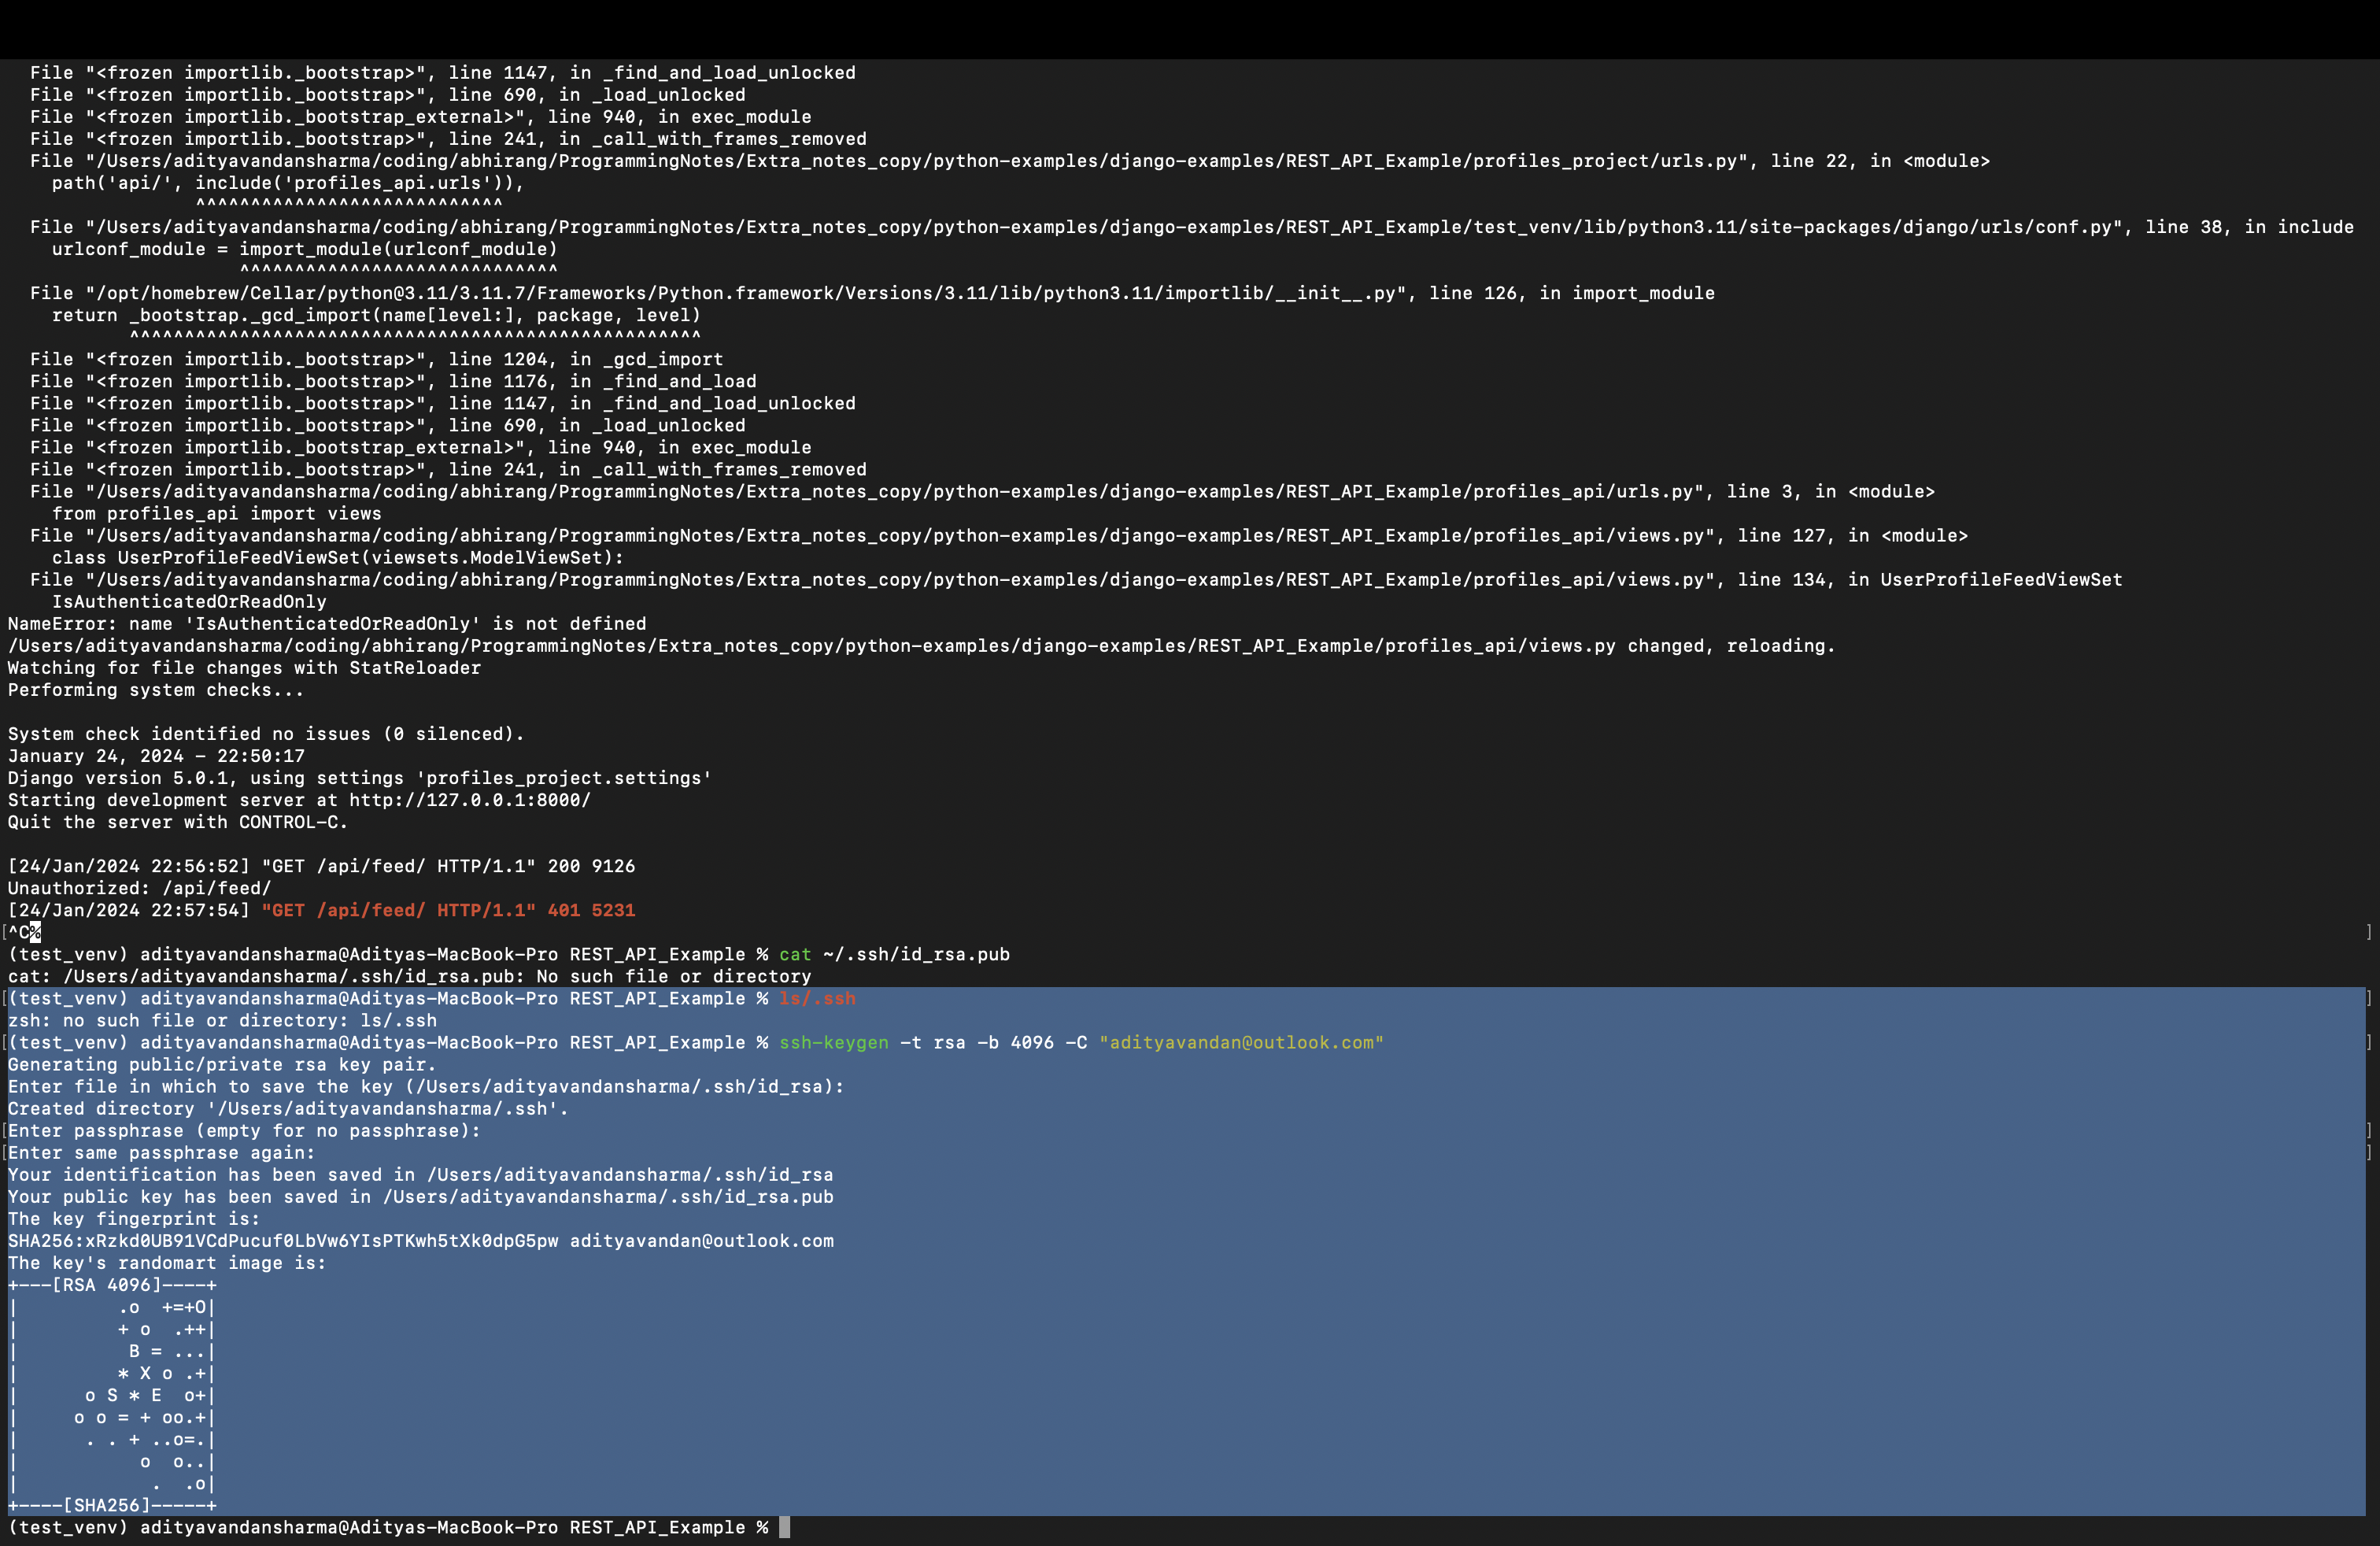 File "<frozen importlib._bootstrap>", line 1147, in _find_and_load_unlocked
  File "<frozen importlib._bootstrap>", line 690, in _load_unlocked
  File "<frozen importlib._bootstrap_external>", line 940, in exec_module
  File "<frozen importlib._bootstrap>", line 241, in _call_with_frames_removed
  File "/Users/adityavandansharma/coding/abhirang/ProgrammingNotes/Extra_notes_copy/python-examples/django-examples/REST_API_Example/profiles_project/urls.py", line 22, in <module>
    path('api/', include('profiles_api.urls')),
                 ^^^^^^^^^^^^^^^^^^^^^^^^^^^^
  File "/Users/adityavandansharma/coding/abhirang/ProgrammingNotes/Extra_notes_copy/python-examples/django-examples/REST_API_Example/test_venv/lib/python3.11/site-packages/django/urls/conf.py", line 38, in include
    urlconf_module = import_module(urlconf_module)
                     ^^^^^^^^^^^^^^^^^^^^^^^^^^^^^
  File "/opt/homebrew/Cellar/python@3.11/3.11.7/Frameworks/Python.framework/Versions/3.11/lib/python3.11/importlib/__init__.py", line 126, in import_module
    return _bootstrap._gcd_import(name[level:], package, level)
           ^^^^^^^^^^^^^^^^^^^^^^^^^^^^^^^^^^^^^^^^^^^^^^^^^^^^
  File "<frozen importlib._bootstrap>", line 1204, in _gcd_import
  File "<frozen importlib._bootstrap>", line 1176, in _find_and_load
  File "<frozen importlib._bootstrap>", line 1147, in _find_and_load_unlocked
  File "<frozen importlib._bootstrap>", line 690, in _load_unlocked
  File "<frozen importlib._bootstrap_external>", line 940, in exec_module
  File "<frozen importlib._bootstrap>", line 241, in _call_with_frames_removed
  File "/Users/adityavandansharma/coding/abhirang/ProgrammingNotes/Extra_notes_copy/python-examples/django-examples/REST_API_Example/profiles_api/urls.py", line 3, in <module>
    from profiles_api import views
  File "/Users/adityavandansharma/coding/abhirang/ProgrammingNotes/Extra_notes_copy/python-examples/django-examples/REST_API_Example/profiles_api/views.py", line 127, in <module>
    class UserProfileFeedViewSet(viewsets.ModelViewSet):
  File "/Users/adityavandansharma/coding/abhirang/ProgrammingNotes/Extra_notes_copy/python-examples/django-examples/REST_API_Example/profiles_api/views.py", line 134, in UserProfileFeedViewSet
    IsAuthenticatedOrReadOnly
NameError: name 'IsAuthenticatedOrReadOnly' is not defined
/Users/adityavandansharma/coding/abhirang/ProgrammingNotes/Extra_notes_copy/python-examples/django-examples/REST_API_Example/profiles_api/views.py changed, reloading.
Watching for file changes with StatReloader
Performing system checks...

System check identified no issues (0 silenced).
January 24, 2024 - 22:50:17
Django version 5.0.1, using settings 'profiles_project.settings'
Starting development server at http://127.0.0.1:8000/
Quit the server with CONTROL-C.

[24/Jan/2024 22:56:52] "GET /api/feed/ HTTP/1.1" 200 9126
Unauthorized: /api/feed/
[24/Jan/2024 22:57:54] "GET /api/feed/ HTTP/1.1" 401 5231
[^C% ]
(test_venv) adityavandansharma@Adityas-MacBook-Pro REST_API_Example % cat ~/.ssh/id_rsa.pub
cat: /Users/adityavandansharma/.ssh/id_rsa.pub: No such file or directory
[(test_venv) adityavandansharma@Adityas-MacBook-Pro REST_API_Example % ls/.ssh ]
zsh: no such file or directory: ls/.ssh
[(test_venv) adityavandansharma@Adityas-MacBook-Pro REST_API_Example % ssh-keygen -t rsa -b 4096 -C "adityavandan@outlook.com" ]
Generating public/private rsa key pair.
Enter file in which to save the key (/Users/adityavandansharma/.ssh/id_rsa):
Created directory '/Users/adityavandansharma/.ssh'.
[Enter passphrase (empty for no passphrase): ]
[Enter same passphrase again: ]
Your identification has been saved in /Users/adityavandansharma/.ssh/id_rsa
Your public key has been saved in /Users/adityavandansharma/.ssh/id_rsa.pub
The key fingerprint is:
SHA256:xRzkd0UB91VCdPucuf0LbVw6YIsPTKwh5tXk0dpG5pw adityavandan@outlook.com
The key's randomart image is:
+---[RSA 4096]----+
|         .o  +=+O|
|         + o  .++|
|          B = ...|
|         * X o .+|
|      o S * E  o+|
|     o o = + oo.+|
|      . . + ..o=.|
|           o  o..|
|            .  .o|
+----[SHA256]-----+
(test_venv) adityavandansharma@Adityas-MacBook-Pro REST_API_Example %